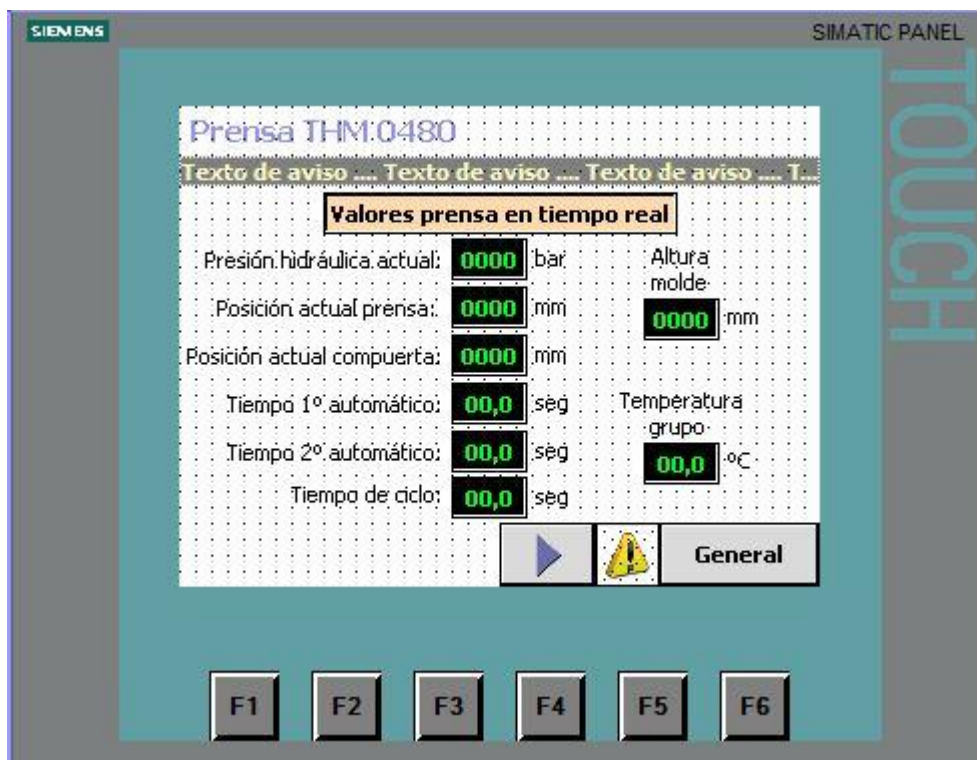 SIEMENS
SIMATIC PANEL
TOUCH
Prensa THM:0480
Texto de aviso .... Texto de aviso .... Texto de aviso .... T...
Valores prensa en tiempo real
Presión hidráulica actual: 0000 bar
Posición actual prensa: 0000 mm
Posición actual compuerta: 0000 mm
Tiempo 1º automático: 00,0 seg
Tiempo 2º automático: 00,0 seg
Tiempo de ciclo: 00,0 seg
Altura
molde
0000 mm
Temperatura
grupo
00,0 ºC
General
F1 F2 F3 F4 F5 F6